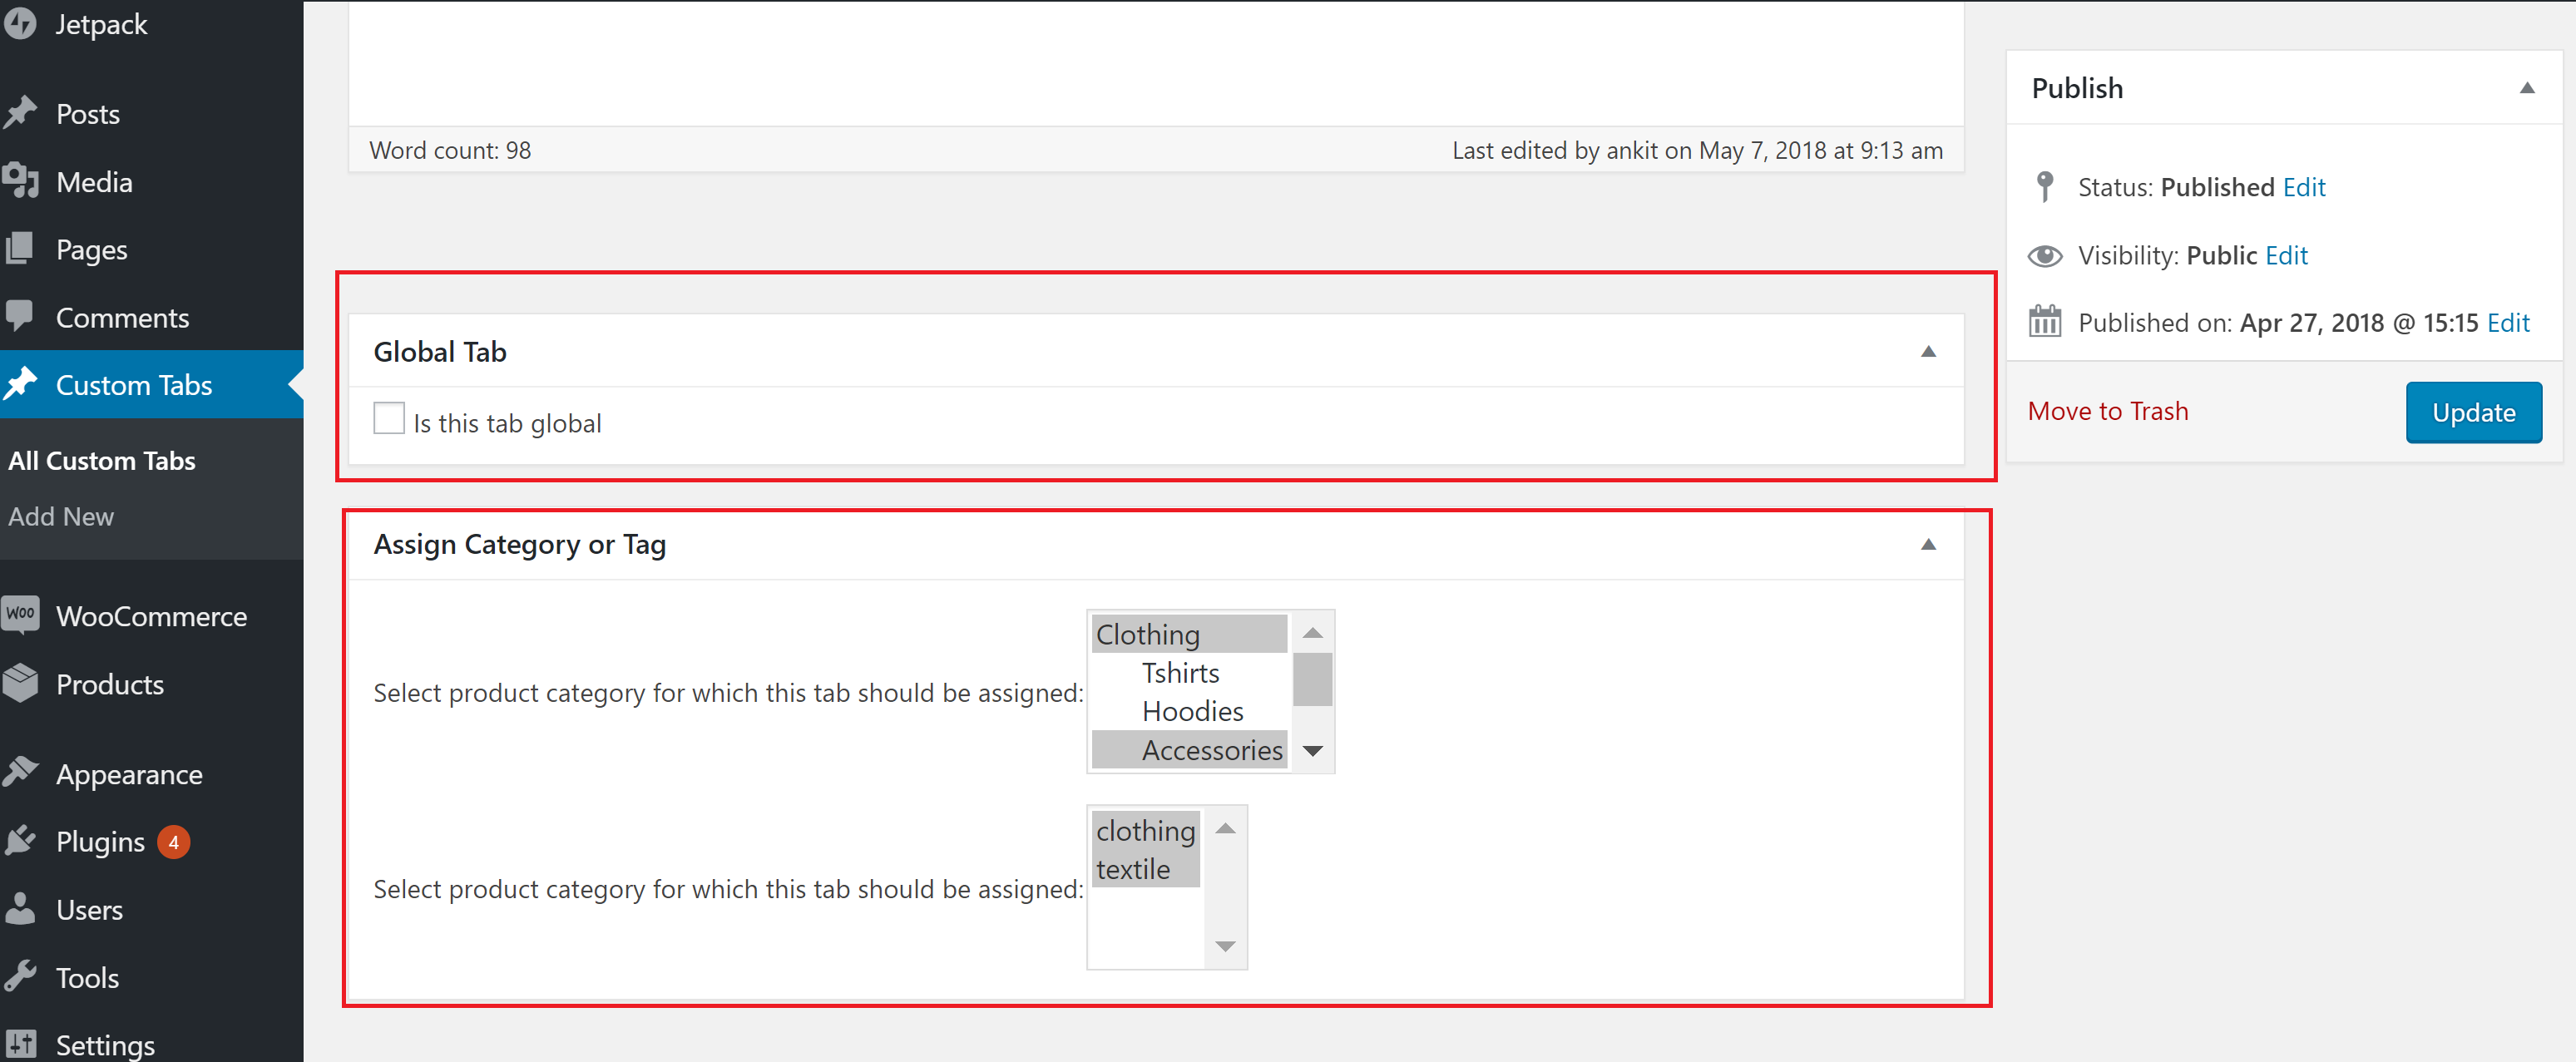 Jetpack
Posts
Media
Pages
Comments
Custom Tabs
All Custom Tabs
Add New
WOO WooCommerce
Products
Appearance
Plugins 4
Users
Tools
Settings
Word count: 98
Last edited by ankit on May 7, 2018 at 9:13 am
Global Tab
Is this tab global
Assign Category or Tag
Select product category for which this tab should be assigned:
Clothing
Tshirts
Hoodies
Accessories
Select product category for which this tab should be assigned:
clothing
textile
Publish
Status: Published Edit
Visibility: Public Edit
Published on: Apr 27, 2018 @ 15:15 Edit
Move to Trash
Update